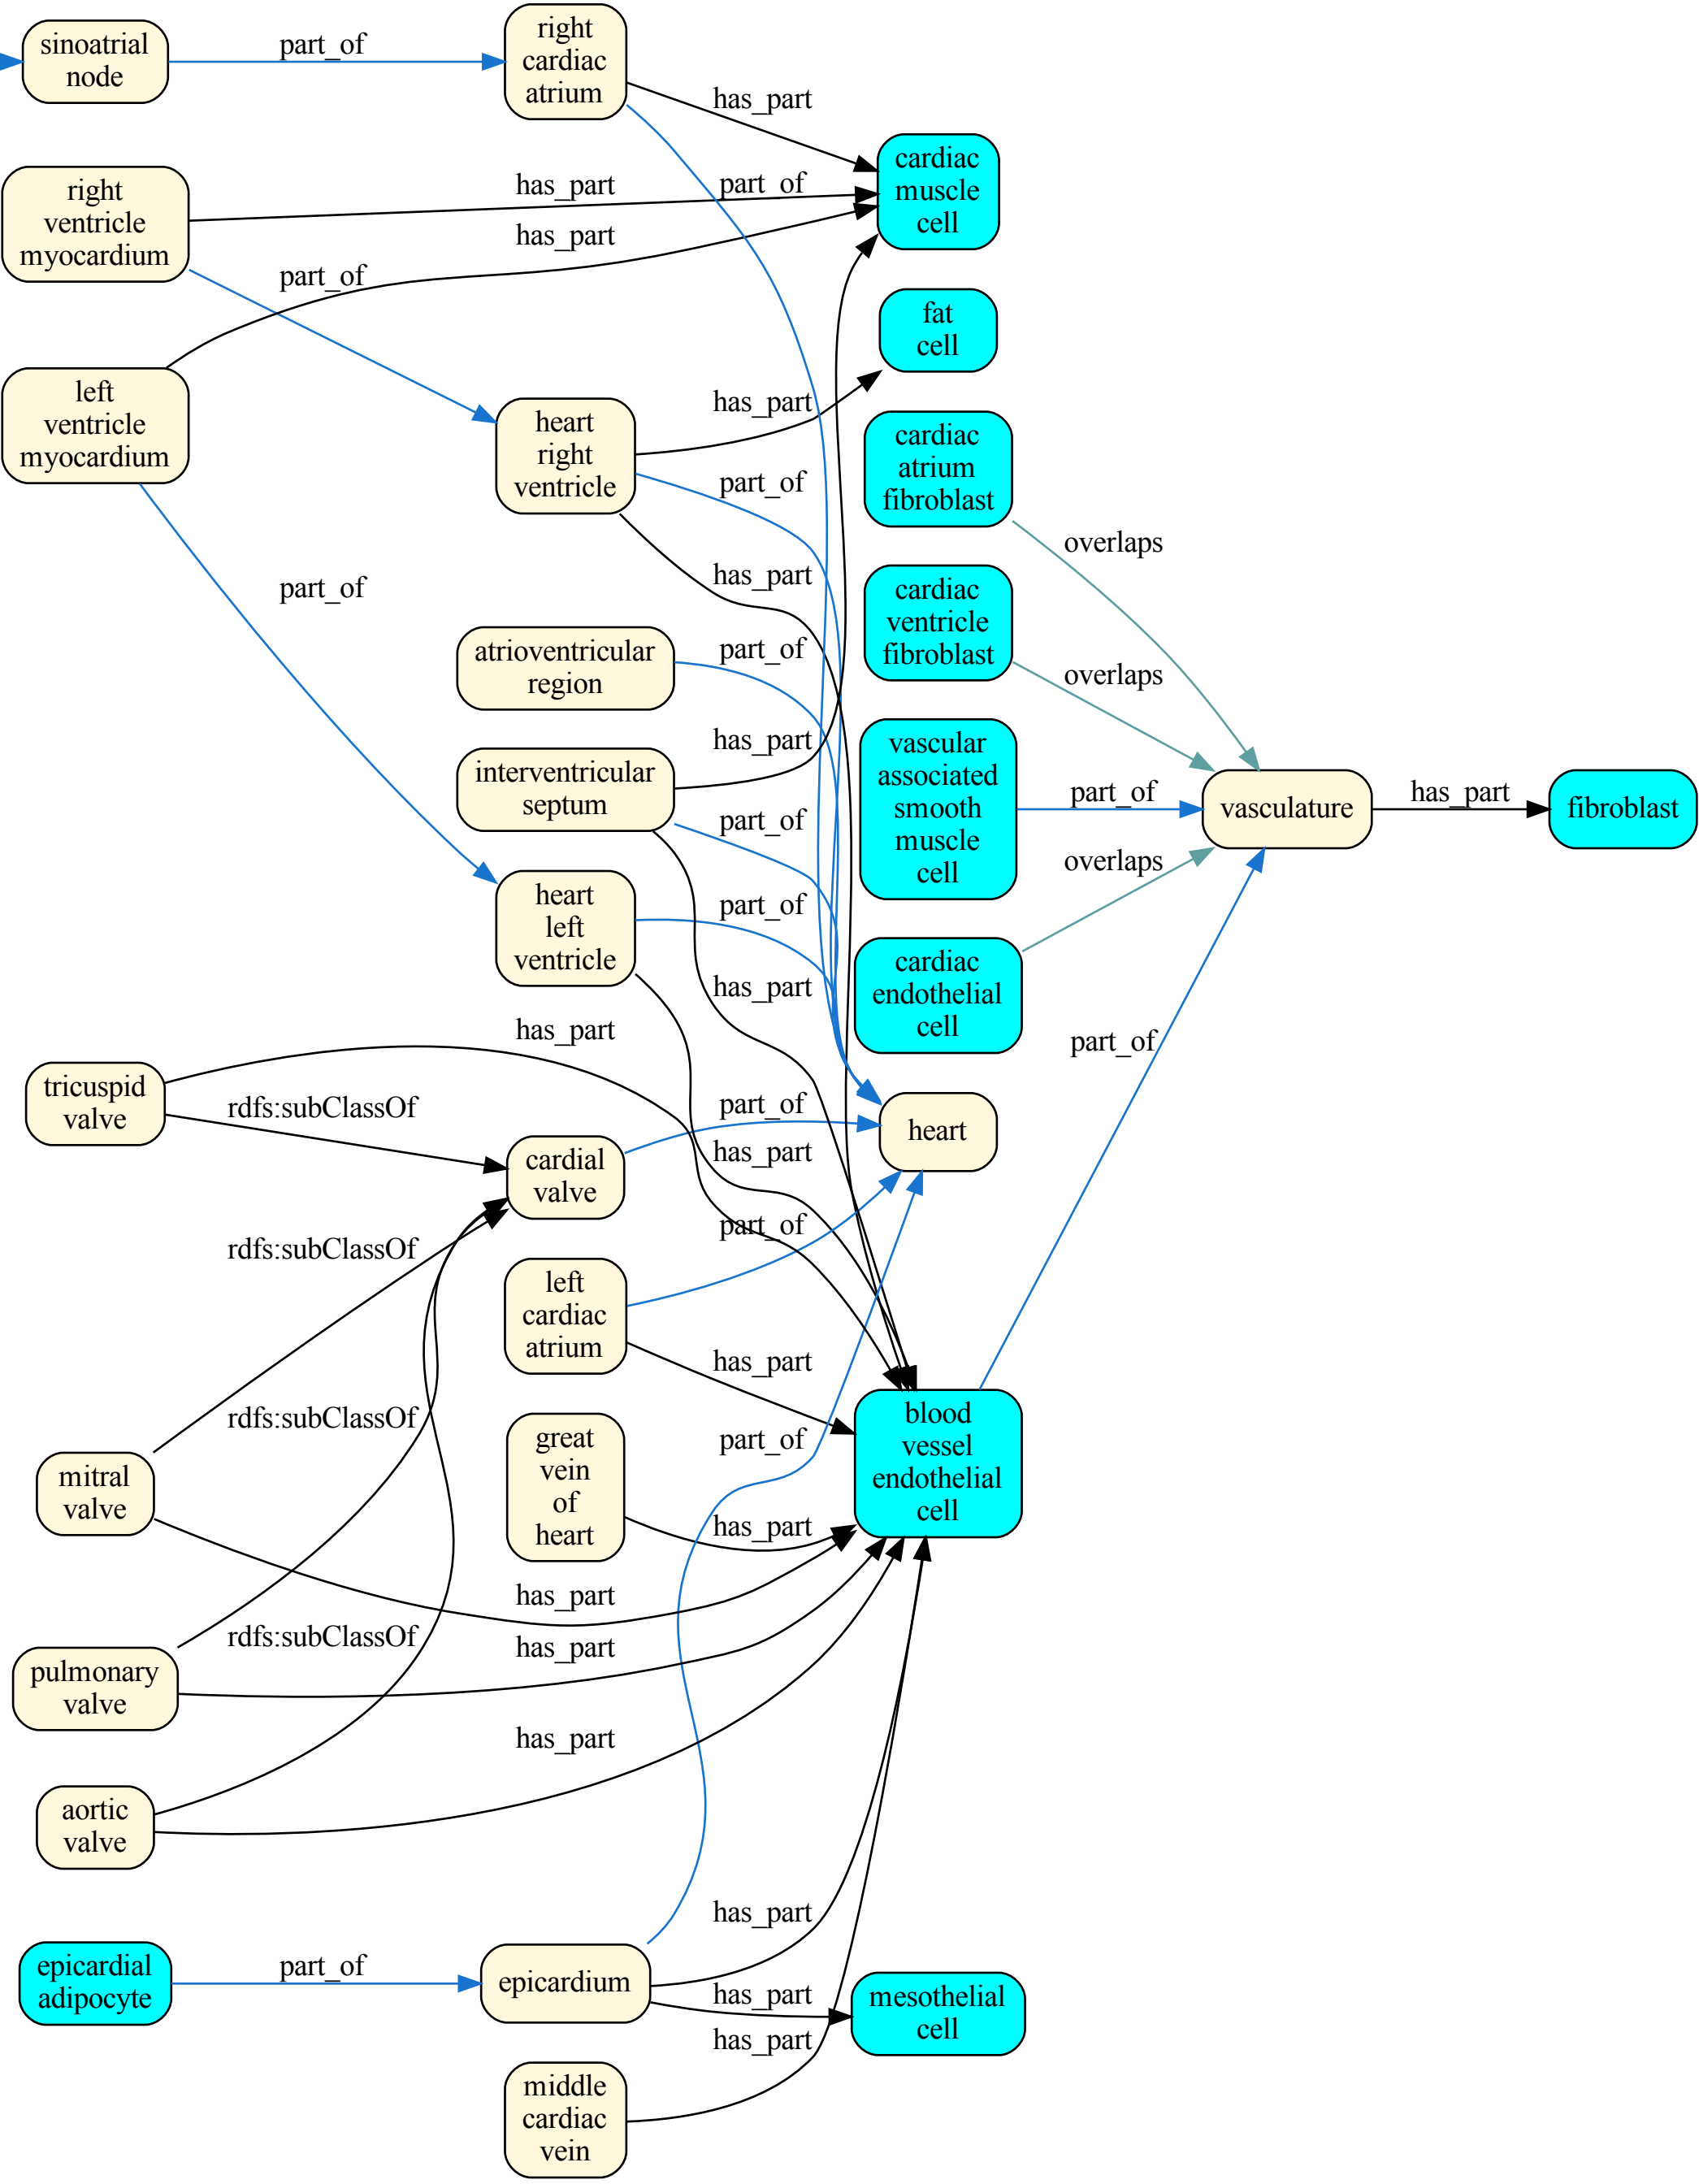 sinoatrial
node
part_of
right
cardiac
atrium
has_part
part_of
right
ventricle
myocardium
has_part
has_part
part_of
cardiac
muscle
cell
left
ventricle
myocardium
part_of
fat
cell
heart
right
ventricle
has_part
part_of
has_part
cardiac
atrium
fibroblast
overlaps
cardiac
ventricle
fibroblast
overlaps
atrioventricular
region
part_of
interventricular
septum
has_part
part_of
has_part
vascular
associated
smooth
muscle
cell
part_of
vasculature
has_part
fibroblast
overlaps
heart
left
ventricle
part_of
has_part
cardiac
endothelial
cell
part_of
tricuspid
valve
has_part
rdfs:subClassOf
cardial
valve
part_of
heart
rdfs:subClassOf
left
cardiac
atrium
part_of
has_part
mitral
valve
rdfs:subClassOf
has_part
great
vein
of
heart
has_part
part_of
blood
vessel
endothelial
cell
pulmonary
valve
rdfs:subClassOf
has_part
aortic
valve
has_part
epicardial
adipocyte
part_of
epicardium
has_part
has_part
mesothelial
cell
middle
cardiac
vein
has_part